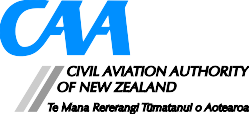 CAA
CIVIL AVIATION AUTHORITY
OF NEW ZEALAND
Te Mana Rererangi Tūmatanui o Aotearoa